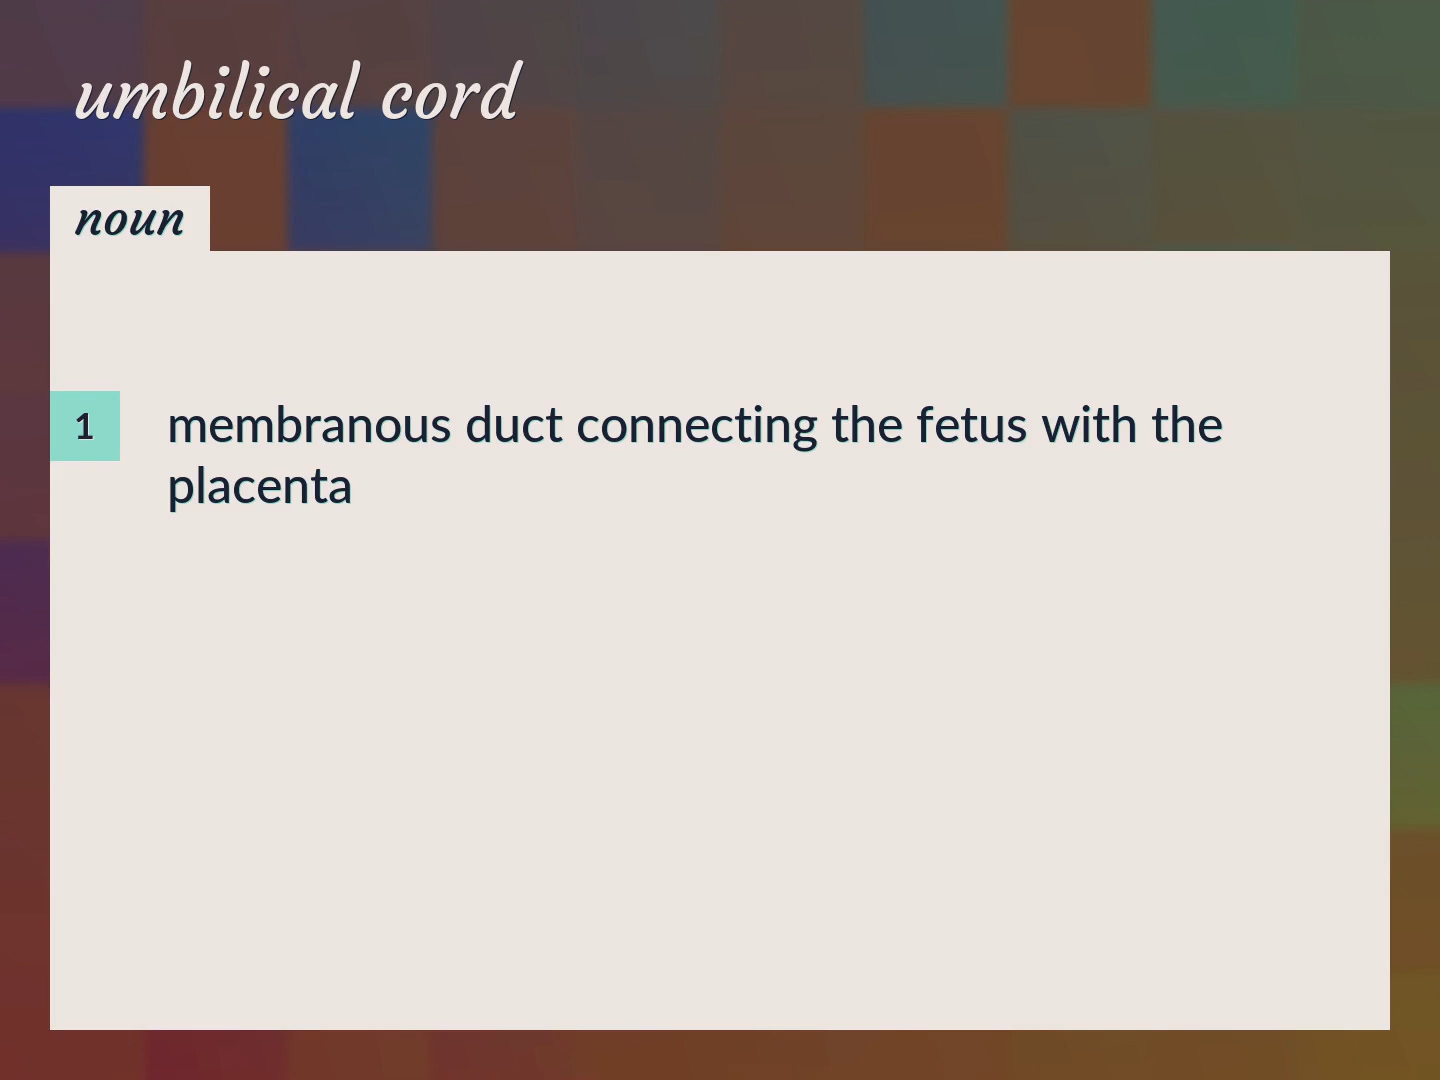 umbilical cord
noun
1 membranous duct connecting the fetus with the
placenta